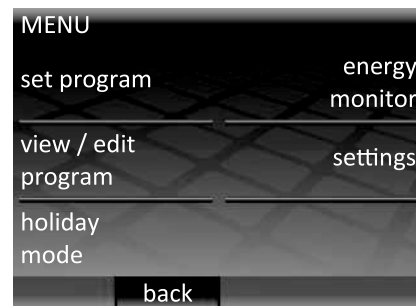 MENU
set program
energy
monitor
view / edit
program
settings
holiday
mode
back